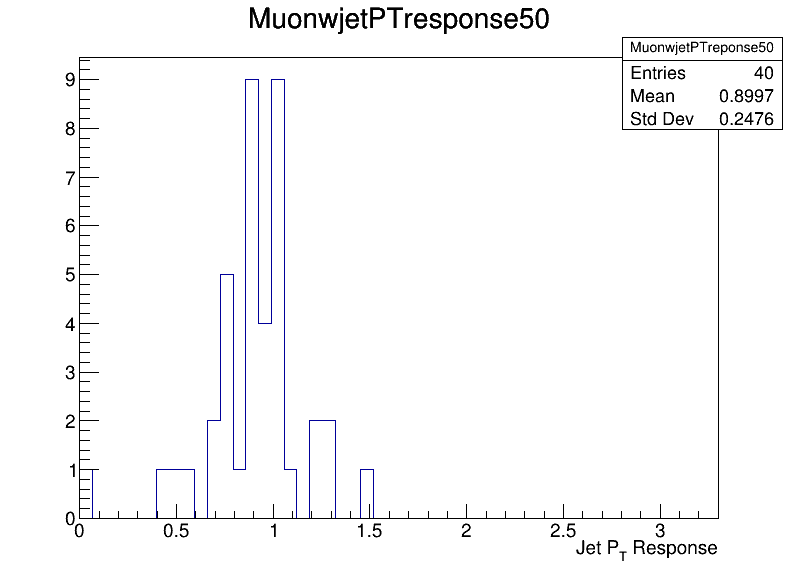 MuonwjetPTresponse50
MuonwjetPTreponse50
Entries 40
Mean 0.8997
Std Dev 0.2476
9
8
7
6
5
4
3
2
1
0
0 0.5 1 1.5 2 2.5 3
Jet PT Response